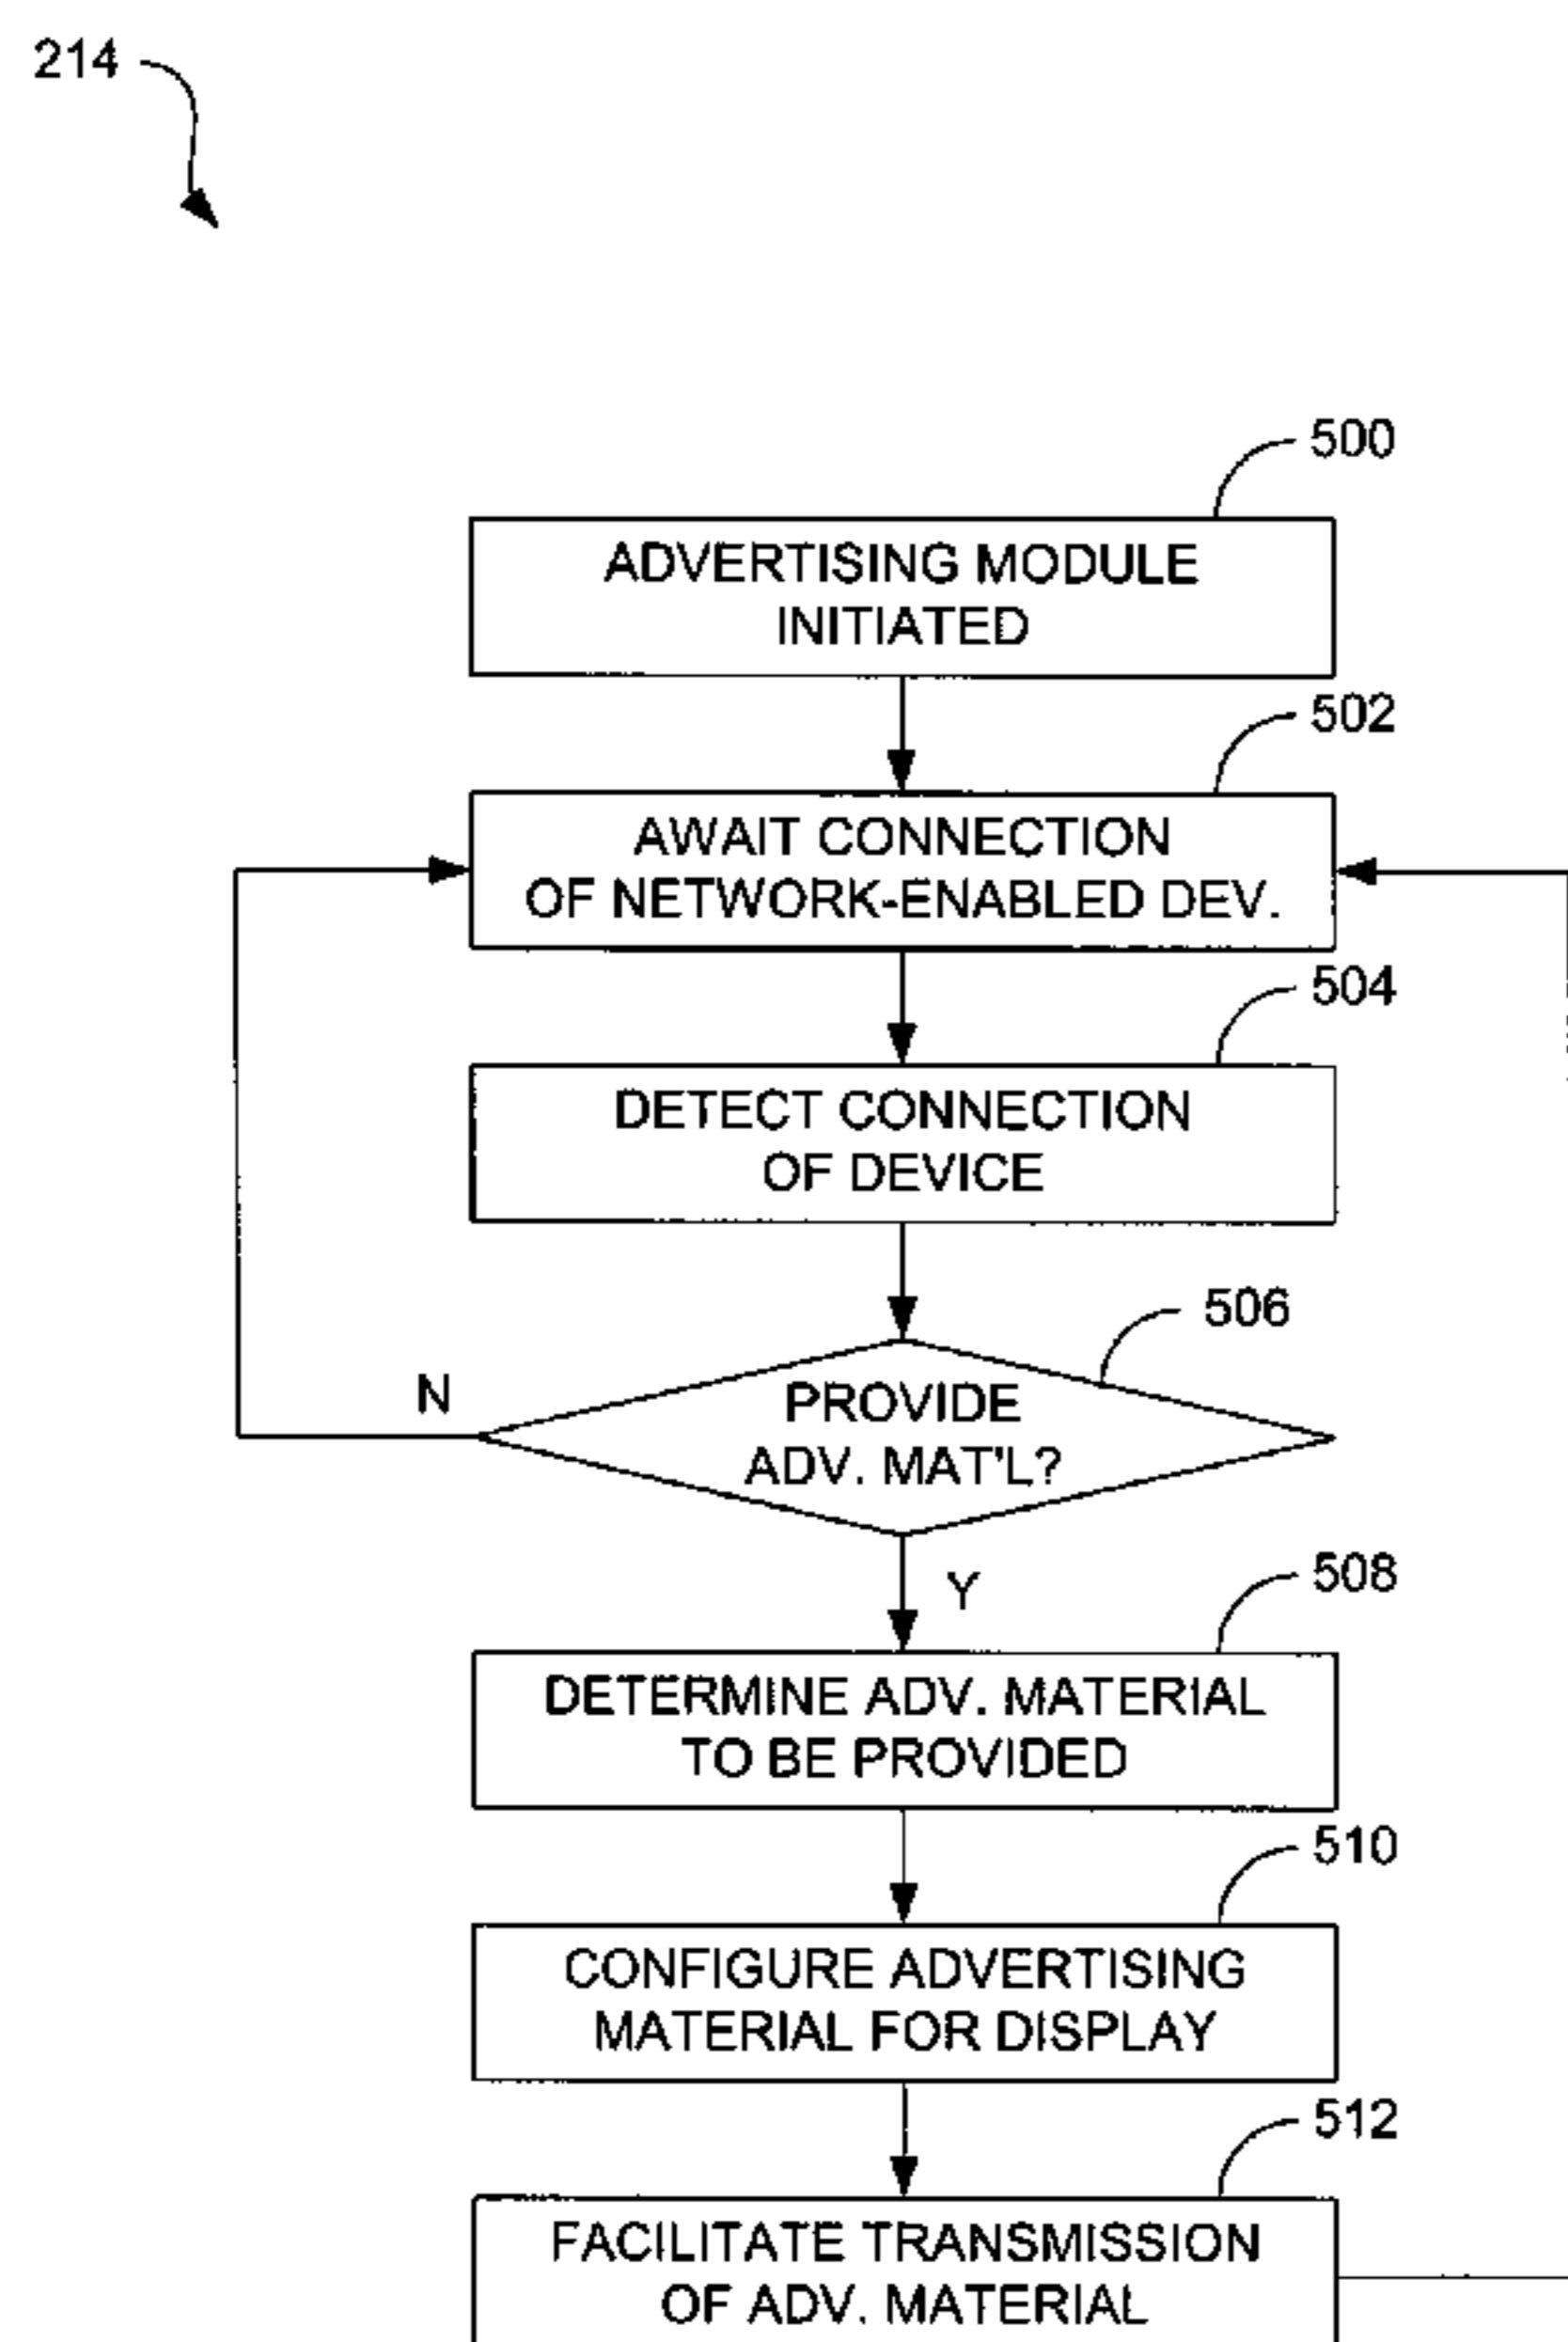 214
500
ADVERTISING MODULE
INITIATED
502
AWAIT CONNECTION
OF NETWORK-ENABLED DEV.
504
DETECT CONNECTION
OF DEVICE
506
N
PROVIDE
ADV. MAT'L?
Y
508
DETERMINE ADV. MATERIAL
TO BE PROVIDED
510
CONFIGURE ADVERTISING
MATERIAL FOR DISPLAY
512
FACILITATE TRANSMISSION
OF ADV. MATERIAL